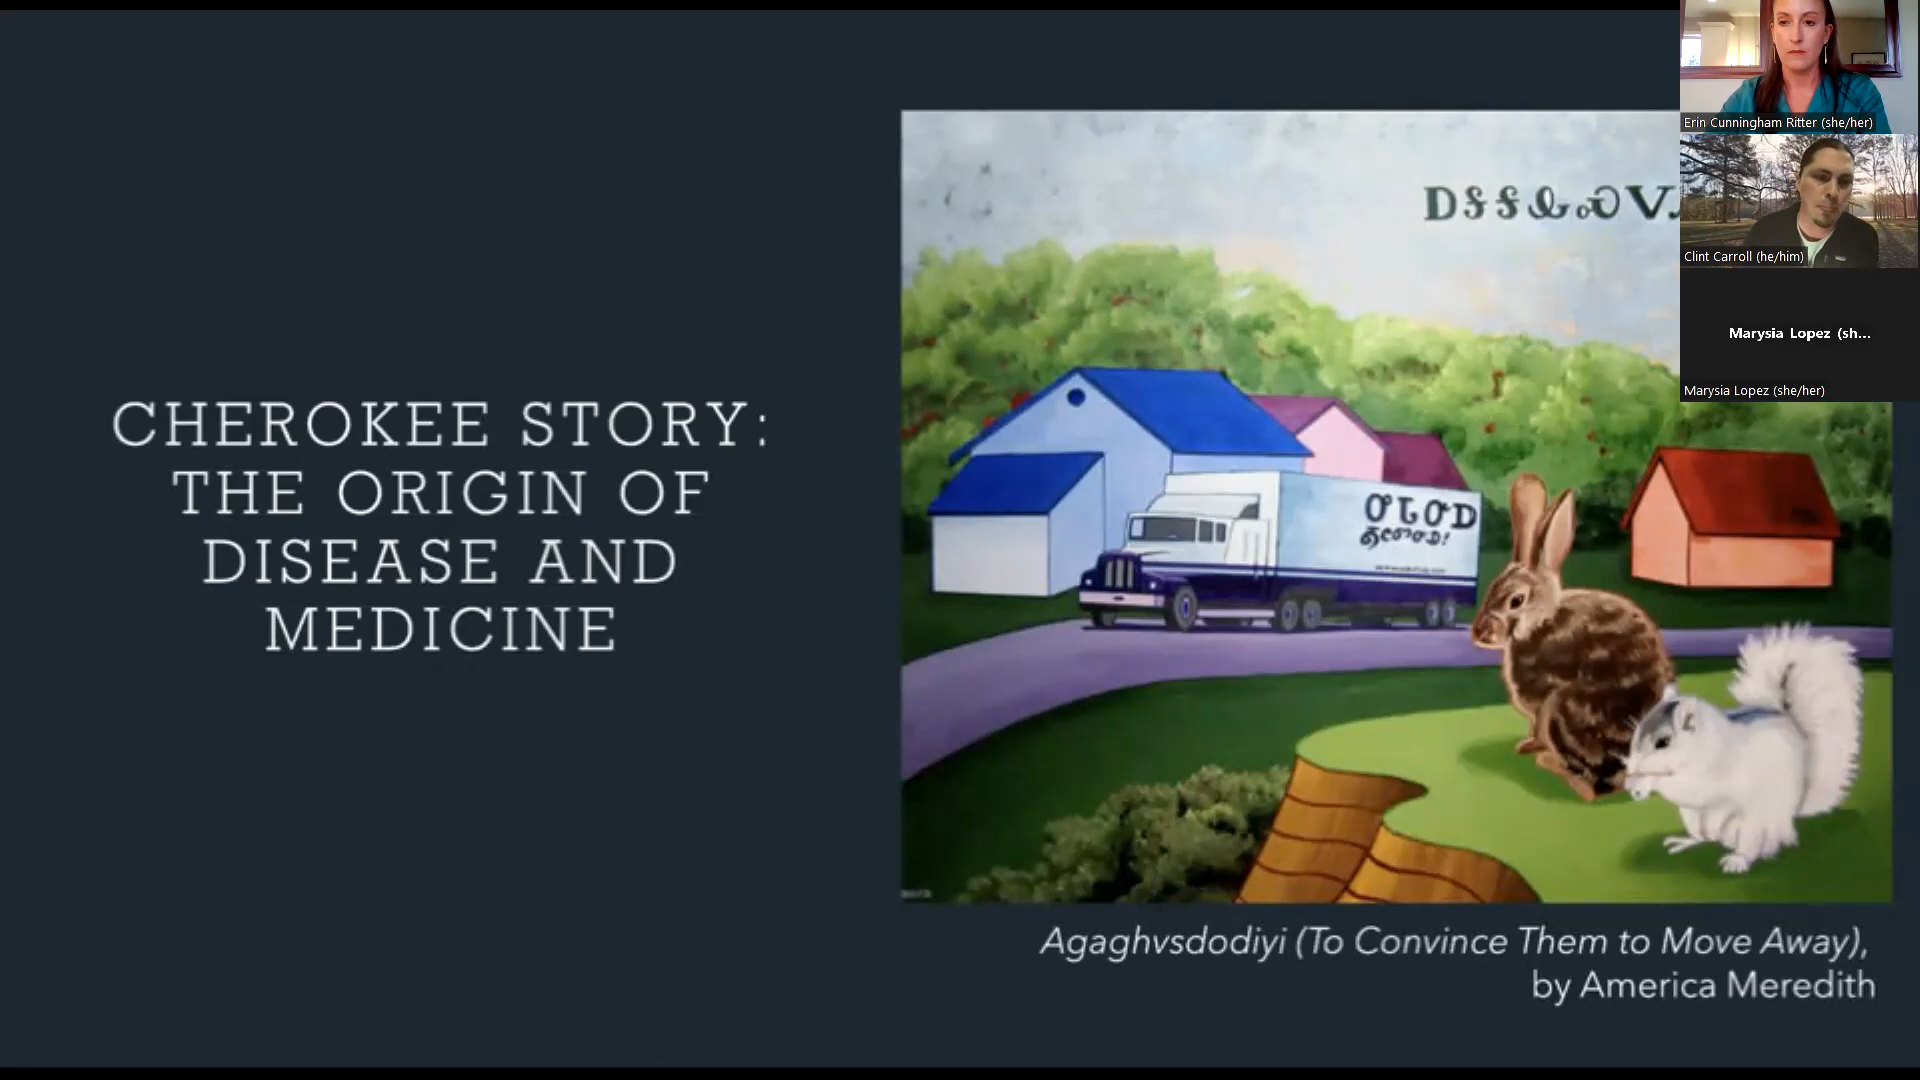 Erin Cunningham Ritter (she/her)
Clint Carroll (he/him)
Marysia Lopez (sh...
Marysia Lopez (she/her)
CHEROKEE STORY:
THE ORIGIN OF
DISEASE AND
MEDICINE
Agaghvsdodiyi (To Convince Them to Move Away),
by America Meredith